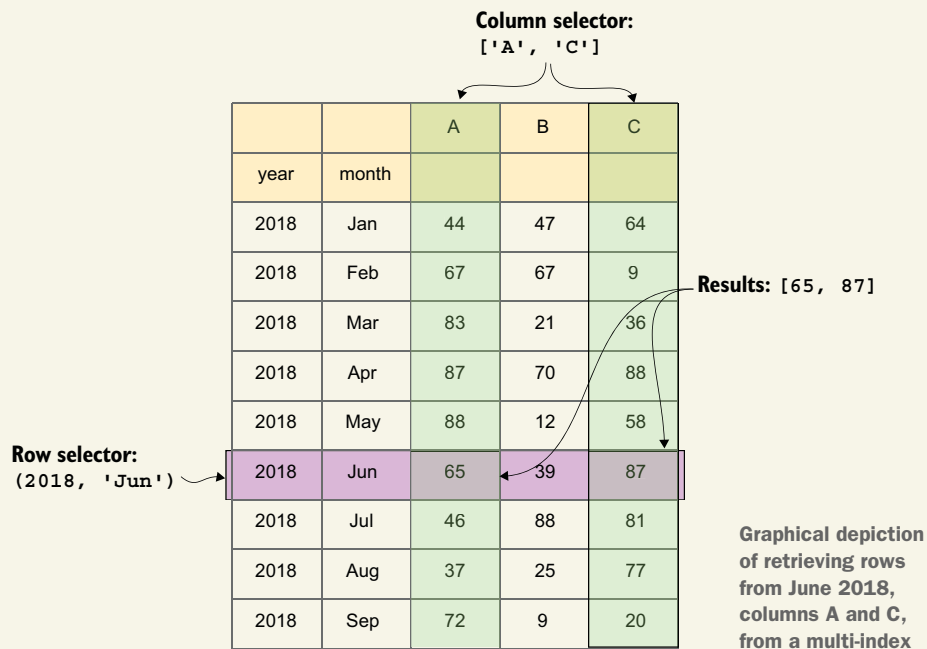 Column selector:
['A', 'C']
A B C
year month
2018 Jan 44 47 64
2018 Feb 67 67 9
Results: [65, 87]
2018 Mar 83 21 36
2018 Apr 87 70 88
2018 May 88 12 58
Row selector:
(2018, 'Jun')
2018 Jun 65 39 87
2018 Jul 46 88 81
2018 Aug 37 25 77
2018 Sep 72 9 20
Graphical depiction
of retrieving rows
from June 2018,
columns A and C,
from a multi-index